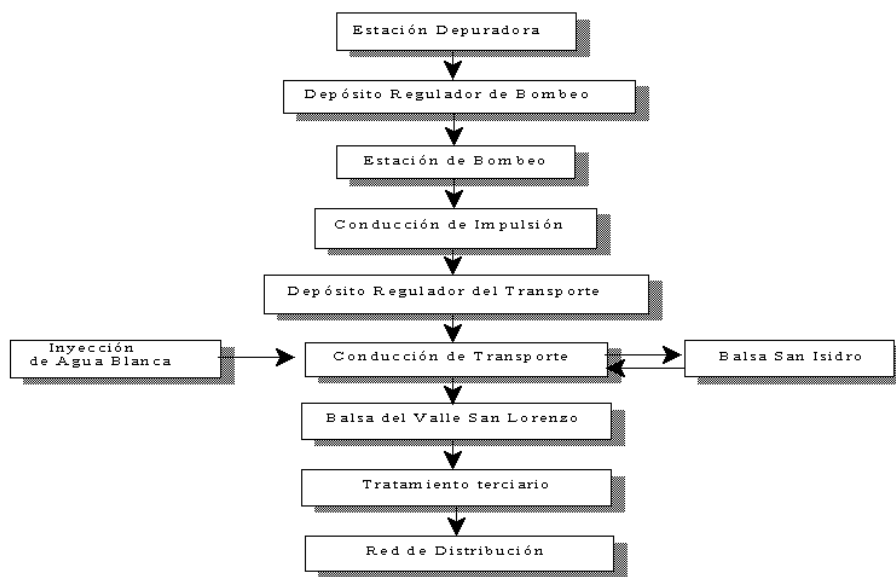 Estación Depuradora
Depósito Regulador de Bombeo
Estación de Bombeo
Conducción de Impulsión
Depósito Regulador del Transporte
Inyección
de Agua Blanca
Conducción de Transporte
Balsa San Isidro
Balsa del Valle San Lorenzo
Tratamiento terciario
Red de Distribución